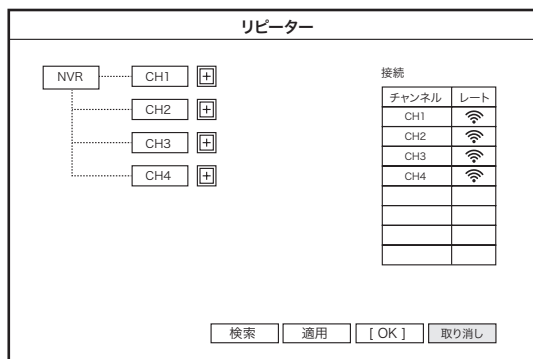 リピーター
NVR
CH1
+
CH2
+
CH3
+
CH4
+
接続
チャンネル レート
CH1
CH2
CH3
CH4
検索 適用 [ OK ] 取り消し